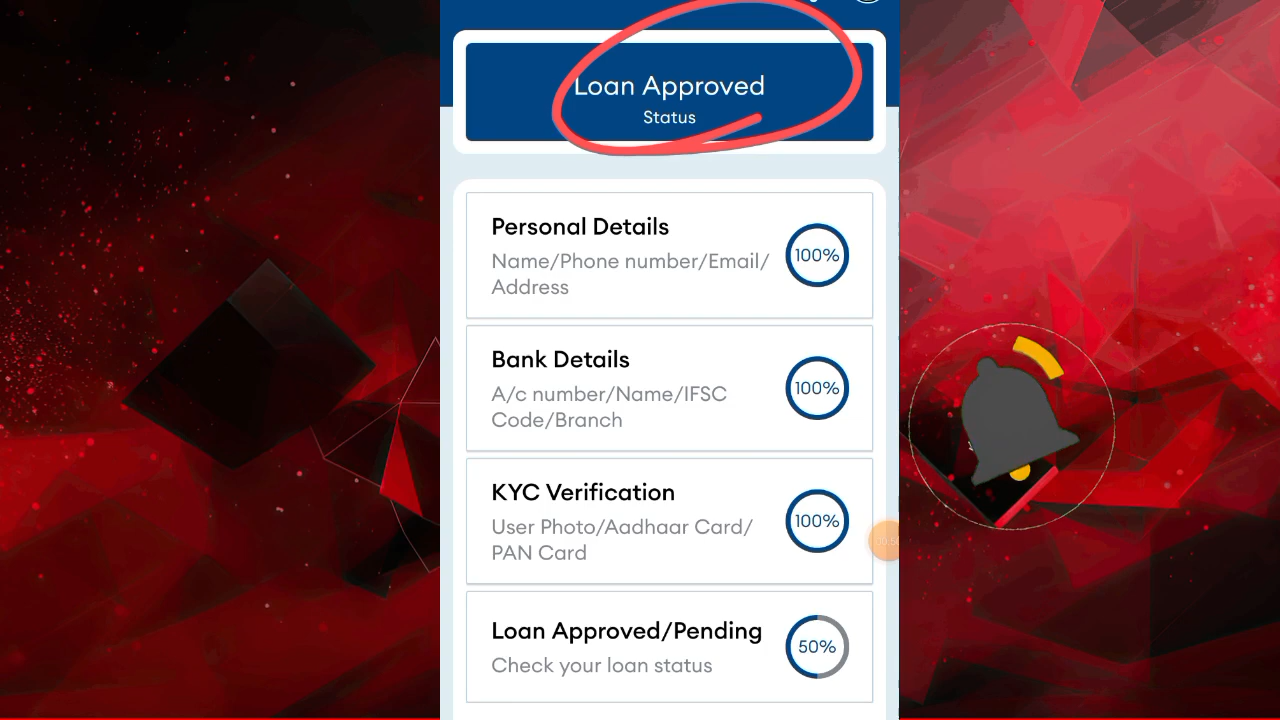 Loan Approved
Status
Personal Details
Name/Phone number/Email/
Address
100%
Bank Details
A/c number/Name/IFSC
Code/Branch
100%
KYC Verification
User Photo/Aadhaar Card/
PAN Card
100%
Loan Approved/Pending
Check your loan status
50%